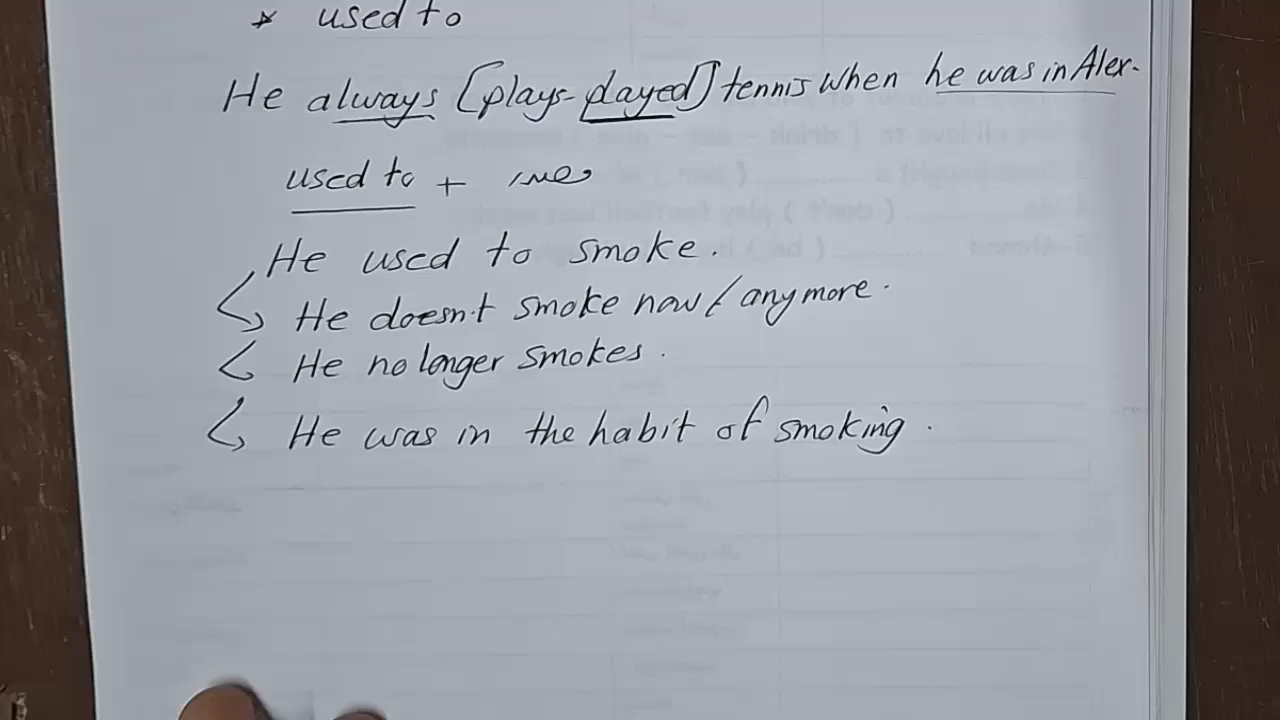 * used to
He always [plays - played] tennis when he was in Alex.
used to +
He used to smoke.
He doesn't smoke now / anymore.
He no longer smokes.
He was in the habit of smoking.